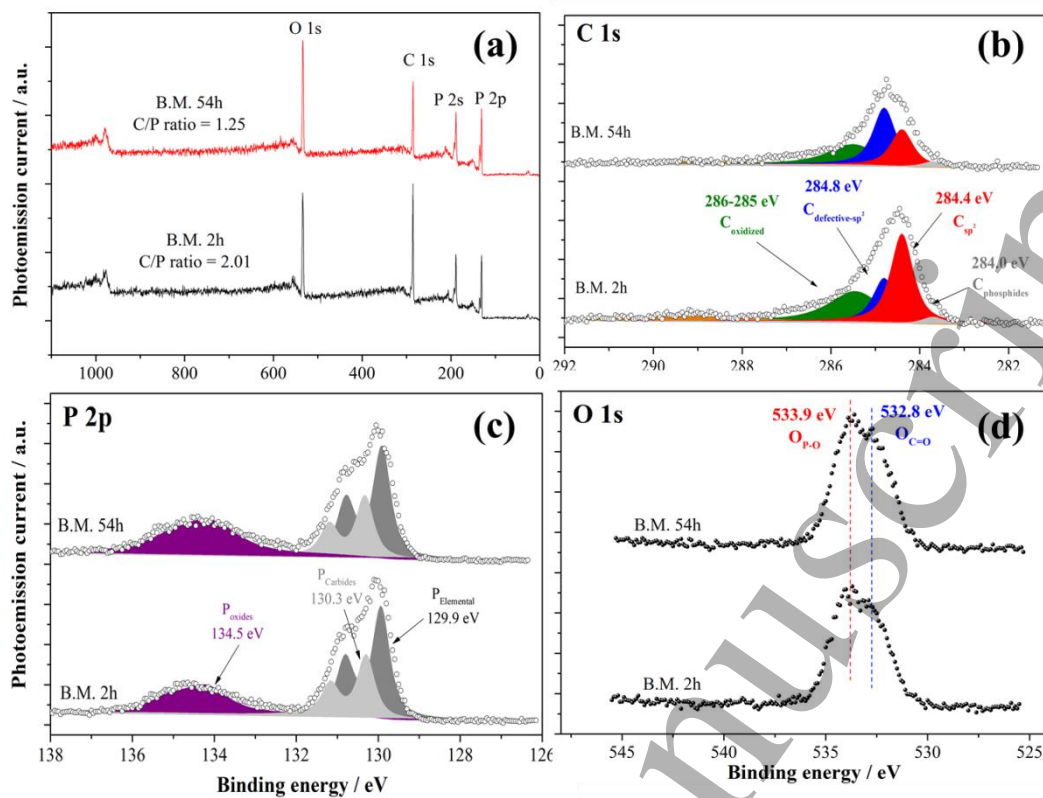 (a)
O 1s
C 1s
P 2s
P 2p
B.M. 54h
C/P ratio = 1.25
B.M. 2h
C/P ratio = 2.01
Photoemission current / a.u.
1000 800 600 400 200 0
C 1s
(b)
B.M. 54h
286-285 eV
C oxidized
284.8 eV
C defective-sp²
284.4 eV
C sp²
284.0 eV
C phosphides
B.M. 2h
292 290 288 286 284 282
P 2p
(c)
B.M. 54h
P oxides
134.5 eV
P Carbides
130.3 eV
P Elemental
129.9 eV
B.M. 2h
Photoemission current / a.u.
138 136 134 132 130 128 126
Binding energy / eV
O 1s
(d)
533.9 eV
O P-O
532.8 eV
O C=O
B.M. 54h
B.M. 2h
545 540 535 530 525
Binding energy / eV
nuscrip